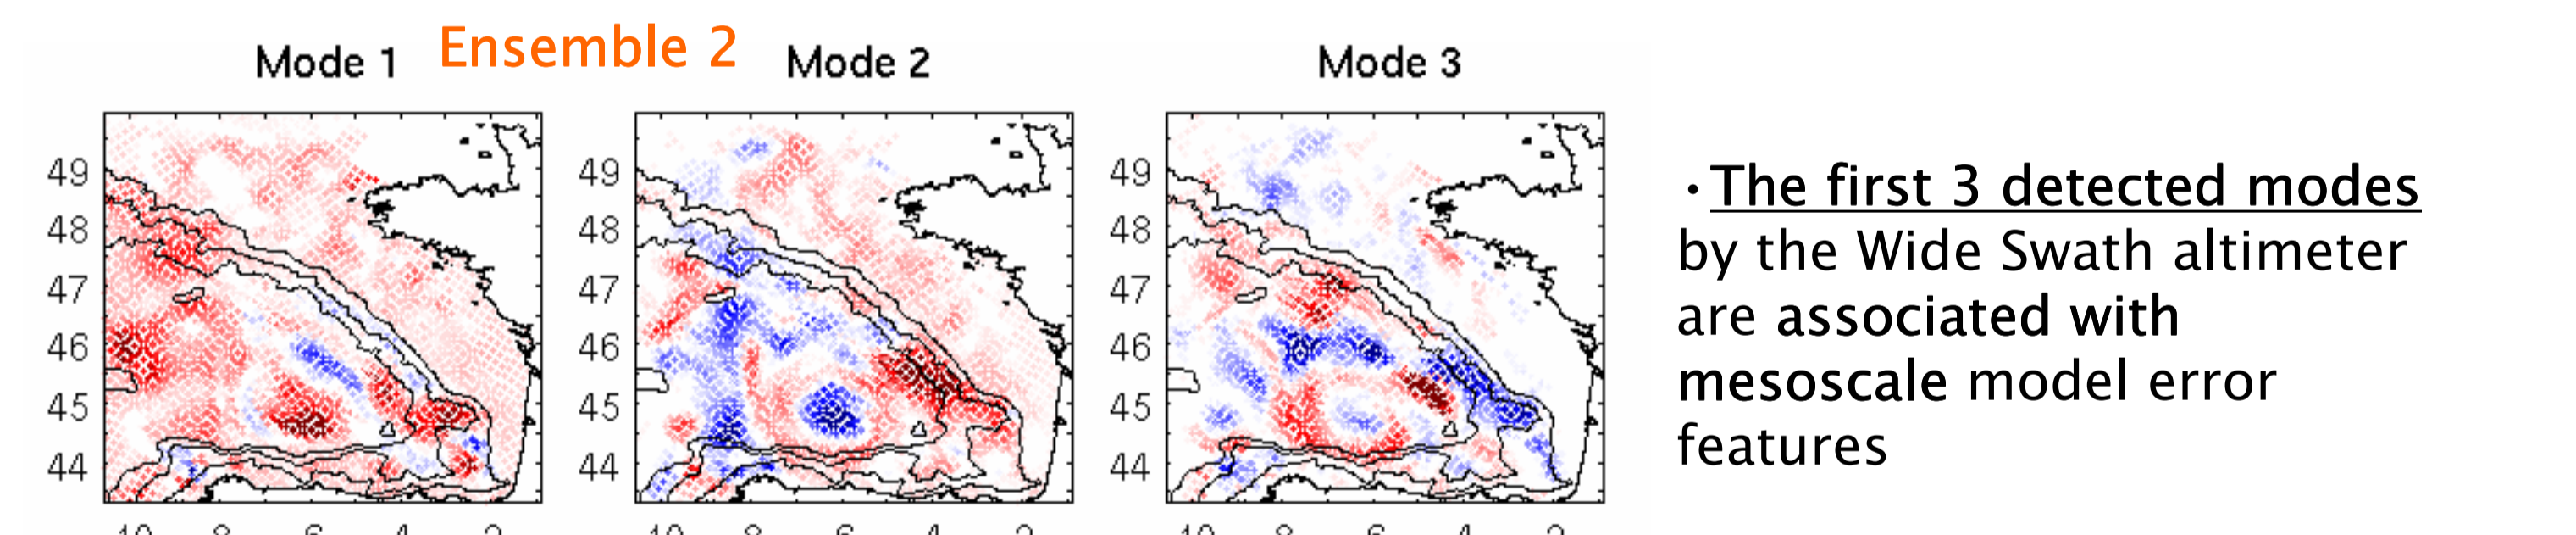 Ensemble 2
Mode 1
Mode 2
Mode 3
49
48
47
46
45
44
49
48
47
46
45
44
49
48
47
46
45
44
·The first 3 detected modes
by the Wide Swath altimeter
are associated with
mesoscale model error
features